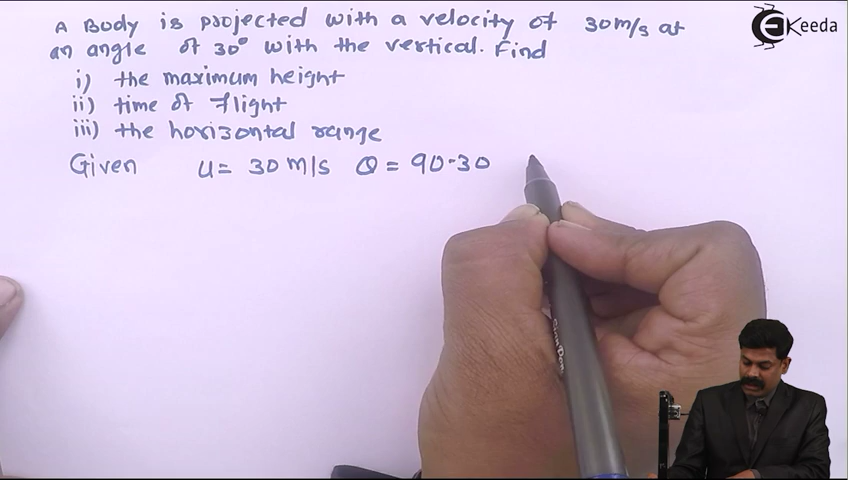 A Body is projected with a velocity of 30m/s at
an angle of 30° with the vertical. Find
i) the maximum height
ii) time of flight
iii) the horizontal range
Given u = 30 m/s θ = 90-30
EKeeda